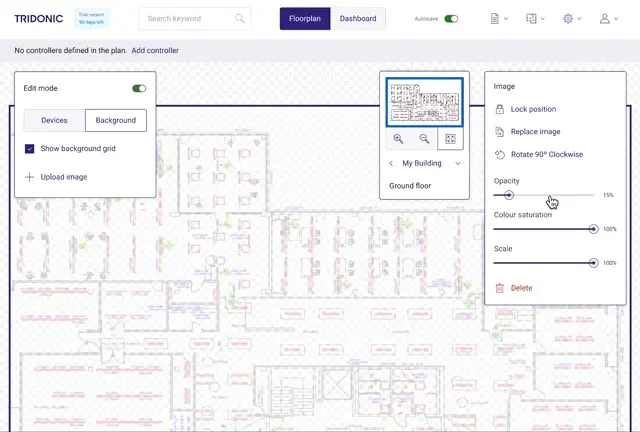 TRIDONIC
Trial version
90 days left
Search keyword
Floorplan
Dashboard
Autosave
No controllers defined in the plan. Add controller
Edit mode
Devices
Background
Show background grid
Upload image
My Building
Ground floor
Image
Lock position
Replace image
Rotate 90º Clockwise
Opacity
15%
Colour saturation
100%
Scale
100%
Delete